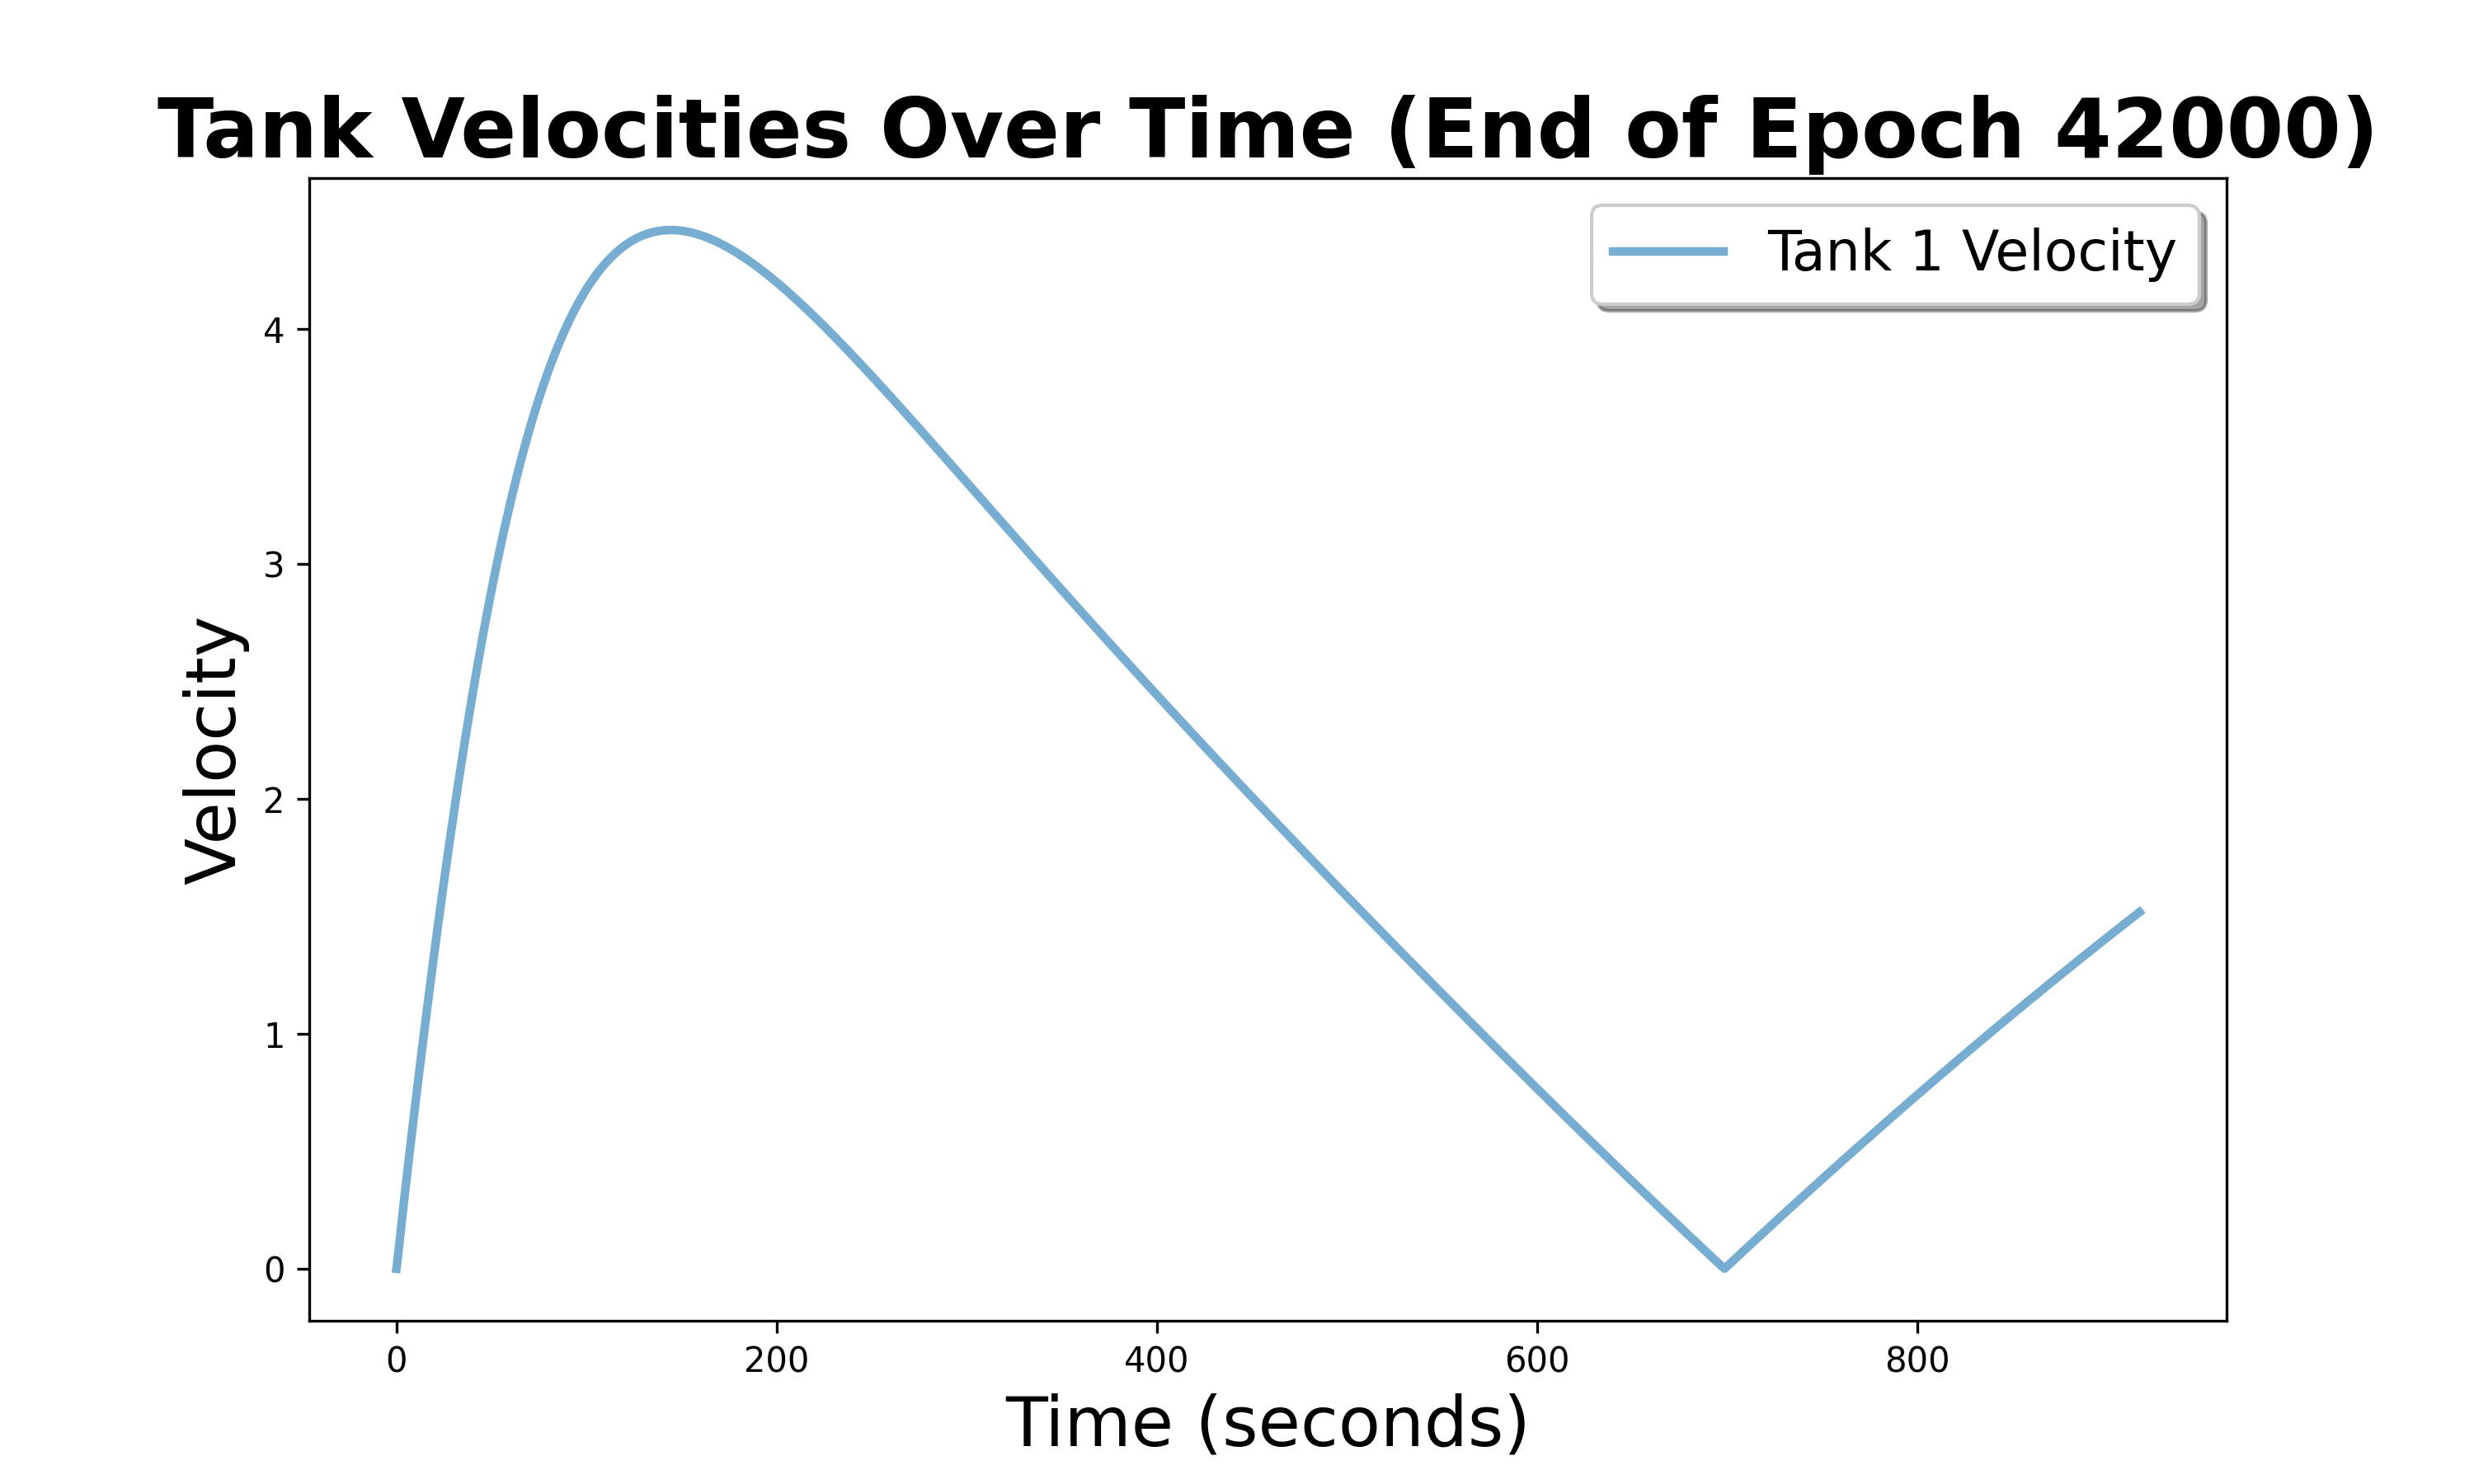 Tank Velocities Over Time (End of Epoch 42000)
Tank 1 Velocity
Velocity
4
3
2
1
0
0 200 400 600 800
Time (seconds)